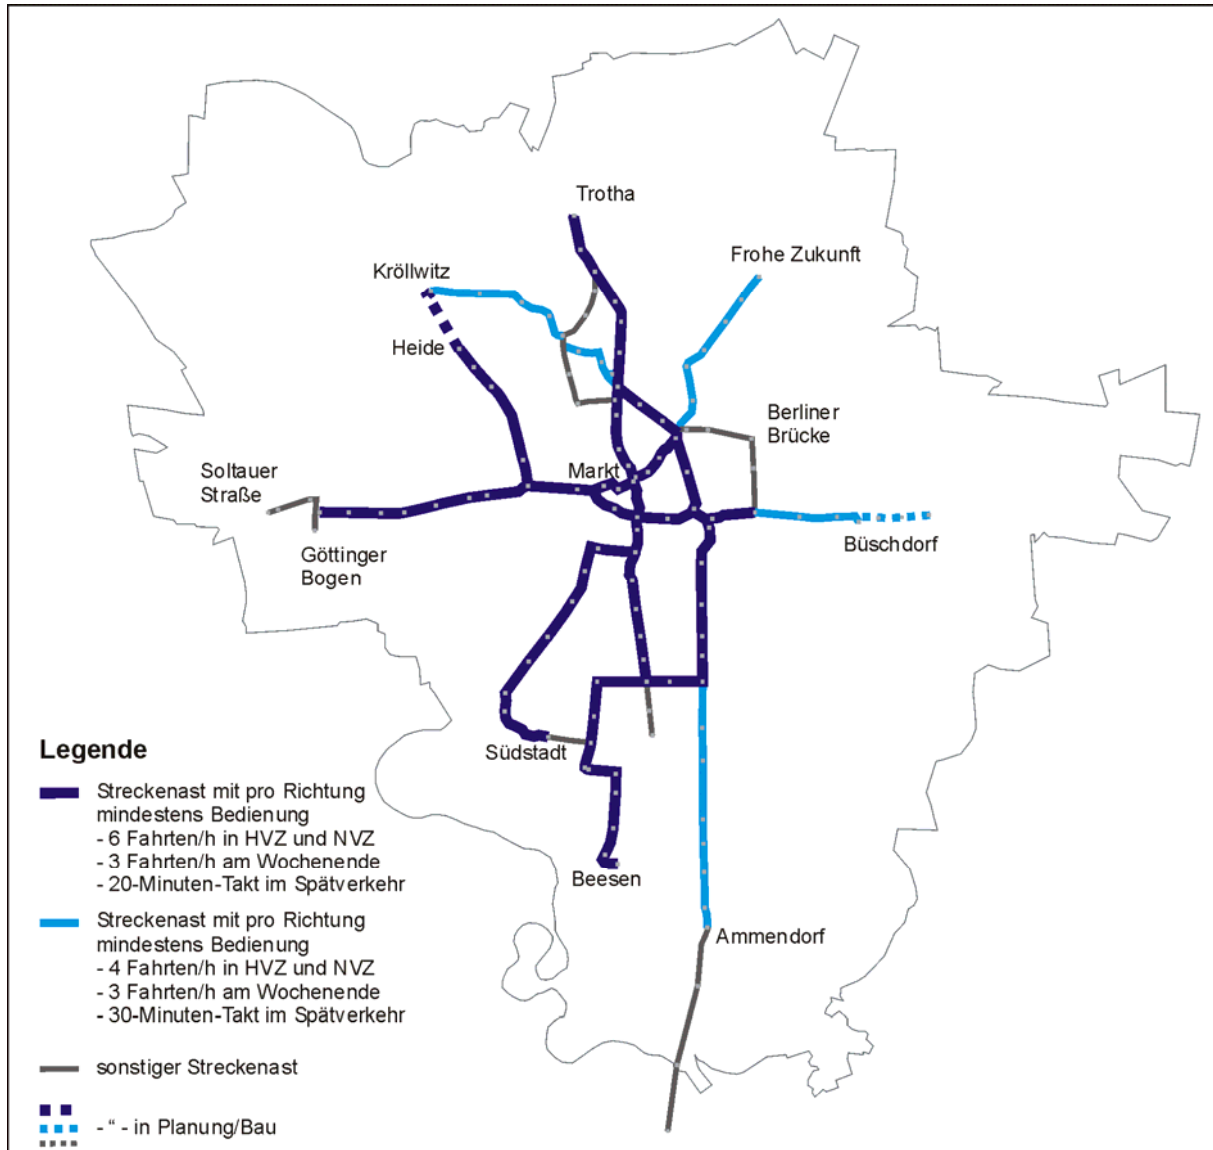 Trotha
Frohe Zukunft
Kröllwitz
Heide
Berliner
Brücke
Markt
Soltauer
Straße
Göttinger
Bogen
Büschdorf
Südstadt
Beesen
Ammendorf
Legende
Streckenast mit pro Richtung
mindestens Bedienung
- 6 Fahrten/h in HVZ und NVZ
- 3 Fahrten/h am Wochenende
- 20-Minuten-Takt im Spätverkehr
Streckenast mit pro Richtung
mindestens Bedienung
- 4 Fahrten/h in HVZ und NVZ
- 3 Fahrten/h am Wochenende
- 30-Minuten-Takt im Spätverkehr
sonstiger Streckenast
- “ - in Planung/Bau